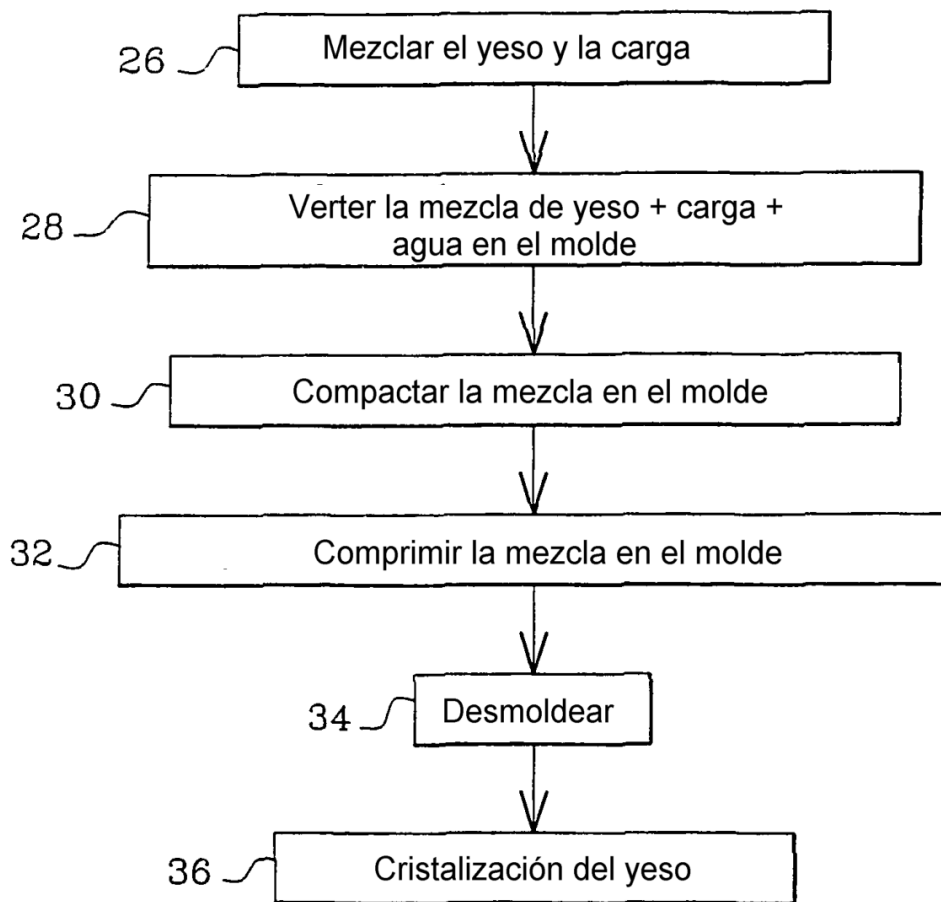 26 Mezclar el yeso y la carga
28 Verter la mezcla de yeso + carga +
agua en el molde
30 Compactar la mezcla en el molde
32 Comprimir la mezcla en el molde
34 Desmoldear
36 Cristalización del yeso